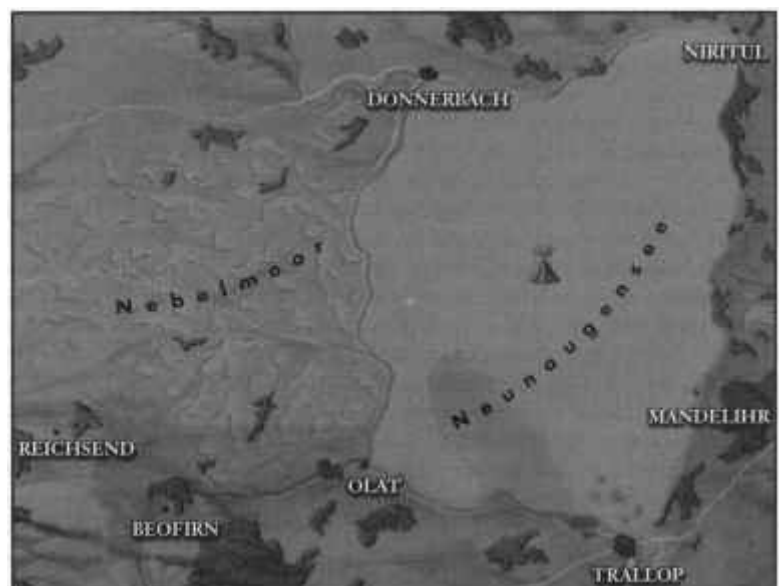 NIRITUL
DONNERBACH
Nebelmoor
Neunaugensee
MANDELIHR
REICHSEND
OLAT
BEOFIRN
TRALLOP